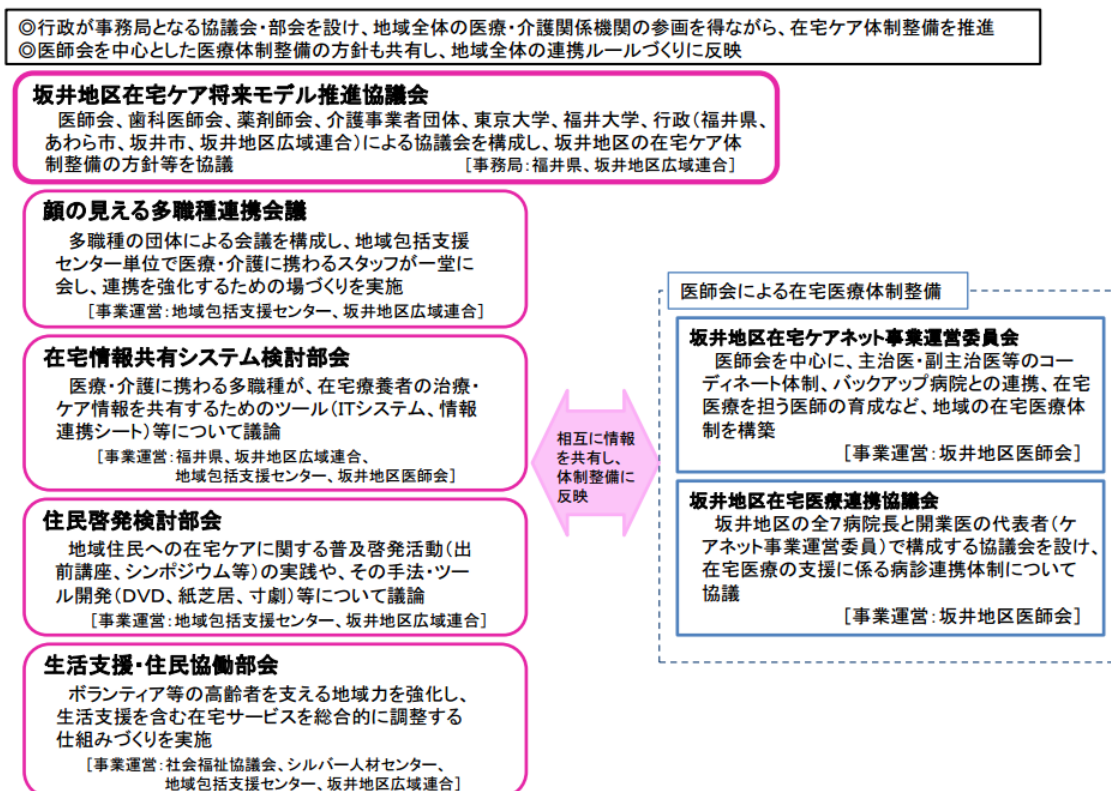 ◎行政が事務局となる協議会・部会を設け、地域全体の医療・介護関係機関の参画を得ながら、在宅ケア体制整備を推進
◎医師会を中心とした医療体制整備の方針も共有し、地域全体の連携ルールづくりに反映
坂井地区在宅ケア将来モデル推進協議会
医師会、歯科医師会、薬剤師会、介護事業者団体、東京大学、福井大学、行政(福井県、
あわら市、坂井市、坂井地区広域連合)による協議会を構成し、坂井地区の在宅ケア体
制整備の方針等を協議 [事務局:福井県、坂井地区広域連合]
顔の見える多職種連携会議
多職種の団体による会議を構成し、地域包括支援
センター単位で医療・介護に携わるスタッフが一堂に
会し、連携を強化するための場づくりを実施
[事業運営:地域包括支援センター、坂井地区広域連合]
在宅情報共有システム検討部会
医療・介護に携わる多職種が、在宅療養者の治療・
ケア情報を共有するためのツール(ITシステム、情報
連携シート)等について議論
[事業運営:福井県、坂井地区広域連合、
地域包括支援センター、坂井地区医師会]
住民啓発検討部会
地域住民への在宅ケアに関する普及啓発活動(出
前講座、シンポジウム等)の実践や、その手法・ツー
ル開発(DVD、紙芝居、寸劇)等について議論
[事業運営:地域包括支援センター、坂井地区広域連合]
生活支援・住民協働部会
ボランティア等の高齢者を支える地域力を強化し、
生活支援を含む在宅サービスを総合的に調整する
仕組みづくりを実施
[事業運営:社会福祉協議会、シルバー人材センター、
地域包括支援センター、坂井地区広域連合]
相互に情報
を共有し、
体制整備に
反映
医師会による在宅医療体制整備
坂井地区在宅ケアネット事業運営委員会
医師会を中心に、主治医・副主治医等のコー
ディネート体制、バックアップ病院との連携、在宅
医療を担う医師の育成など、地域の在宅医療体
制を構築
[事業運営:坂井地区医師会]
坂井地区在宅医療連携協議会
坂井地区の全7病院長と開業医の代表者(ケ
アネット事業運営委員)で構成する協議会を設け、
在宅医療の支援に係る病診連携体制について
協議
[事業運営:坂井地区医師会]